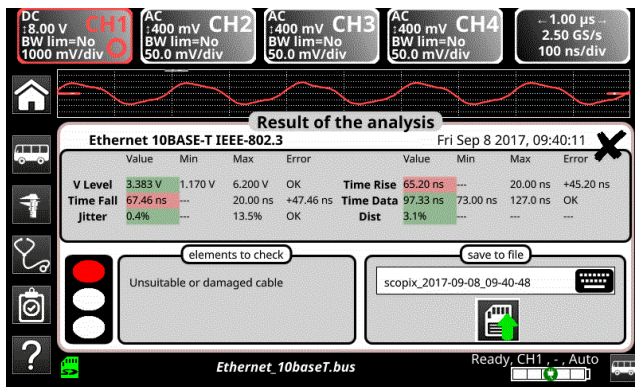 DC
↕8.00 V CH1
BW lim=No
1000 mV/div
AC
↕400 mV CH2
BW lim=No
50.0 mV/div
AC
↕400 mV CH3
BW lim=No
50.0 mV/div
AC
↕400 mV CH4
BW lim=No
50.0 mV/div
←1.00 µs→
2.50 GS/s
100 ns/div
Result of the analysis
Ethernet 10BASE-T IEEE-802.3 Fri Sep 8 2017, 09:40:11
Value Min Max Error Value Min Max Error
V Level 3.383 V 1.170 V 6.200 V OK Time Rise 65.20 ns --- 20.00 ns +45.20 ns
Time Fall 67.46 ns --- 20.00 ns +47.46 ns Time Data 97.33 ns 73.00 ns 127.0 ns OK
Jitter 0.4% --- 13.5% OK Dist 3.1% --- --- ---
elements to check
Unsuitable or damaged cable
save to file
scopix_2017-09-08_09-40-48
?
Ethernet_10baseT.bus
Ready, CH1 , - , Auto